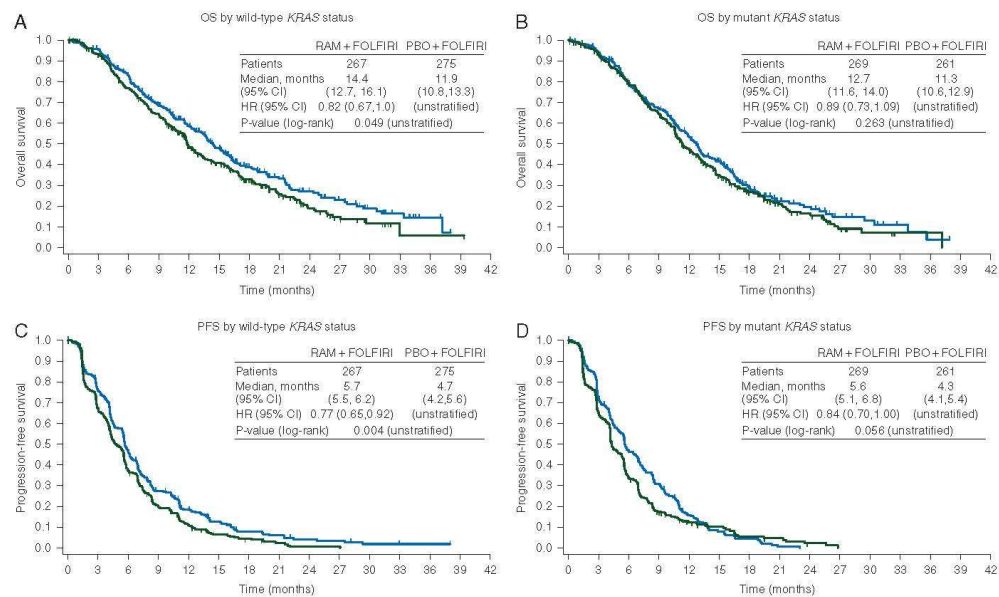 A
OS by wild-type KRAS status
RAM + FOLFIRI PBO + FOLFIRI
Patients 267 275
Median, months 14.4 11.9
(95% CI) (12.7, 16.1) (10.8,13.3)
HR (95% CI) 0.82 (0.67,1.0) (unstratified)
P-value (log-rank) 0.049 (unstratified)
Overall survival
1.0
0.9
0.8
0.7
0.6
0.5
0.4
0.3
0.2
0.1
0.0
0 3 6 9 12 15 18 21 24 27 30 33 36 39 42
Time (months)
B
OS by mutant KRAS status
RAM + FOLFIRI PBO + FOLFIRI
Patients 269 261
Median, months 12.7 11.3
(95% CI) (11.6, 14.0) (10.6,12.9)
HR (95% CI) 0.89 (0.73,1.09) (unstratified)
P-value (log-rank) 0.263 (unstratified)
Overall survival
1.0
0.9
0.8
0.7
0.6
0.5
0.4
0.3
0.2
0.1
0.0
0 3 6 9 12 15 18 21 24 27 30 33 36 39 42
Time (months)
C
PFS by wild-type KRAS status
RAM + FOLFIRI PBO + FOLFIRI
Patients 267 275
Median, months 5.7 4.7
(95% CI) (5.5, 6.2) (4.2,5.6)
HR (95% CI) 0.77 (0.65,0.92) (unstratified)
P-value (log-rank) 0.004 (unstratified)
Progression-free survival
1.0
0.9
0.8
0.7
0.6
0.5
0.4
0.3
0.2
0.1
0.0
0 3 6 9 12 15 18 21 24 27 30 33 36 39 42
Time (months)
D
PFS by mutant KRAS status
RAM + FOLFIRI PBO + FOLFIRI
Patients 269 261
Median, months 5.6 4.3
(95% CI) (5.1, 6.8) (4.1,5.4)
HR (95% CI) 0.84 (0.70,1.00) (unstratified)
P-value (log-rank) 0.056 (unstratified)
Progression-free survival
1.0
0.9
0.8
0.7
0.6
0.5
0.4
0.3
0.2
0.1
0.0
0 3 6 9 12 15 18 21 24 27 30 33 36 39 42
Time (months)